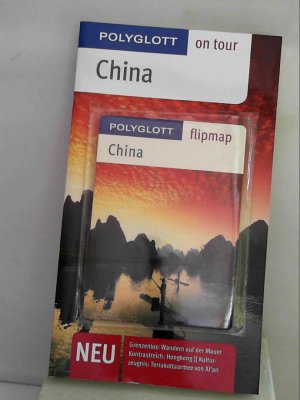 POLYGLOTT on tour
China
POLYGLOTT flipmap
China
NEU
Grenzenlos: Wandern auf der Mauer
Kontrastreich: Hongkong || Kultur-
zeugnis: Terrakottaarmee von Xi'an